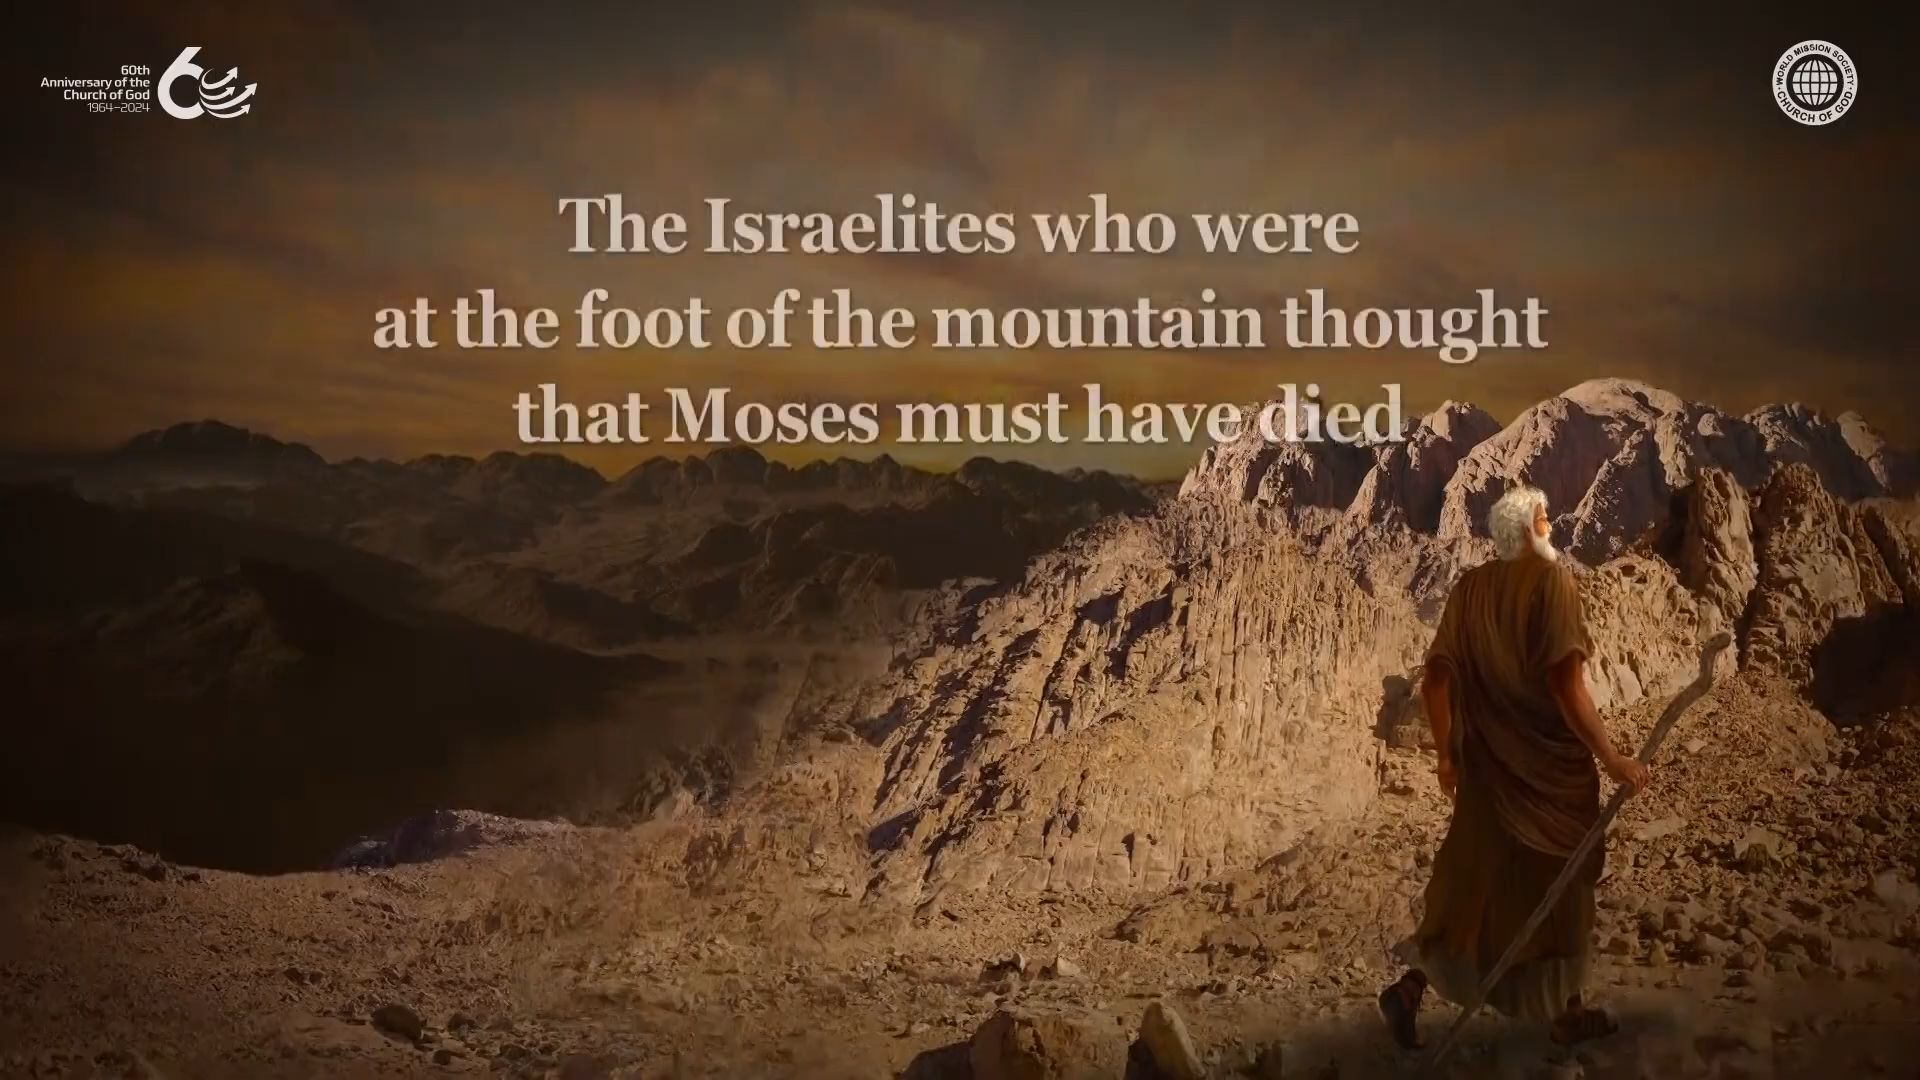 60th
Anniversary of the
Church of God
1964–2024
60
WORLD MISSION SOCIETY
CHURCH OF GOD
The Israelites who were
at the foot of the mountain thought
that Moses must have died